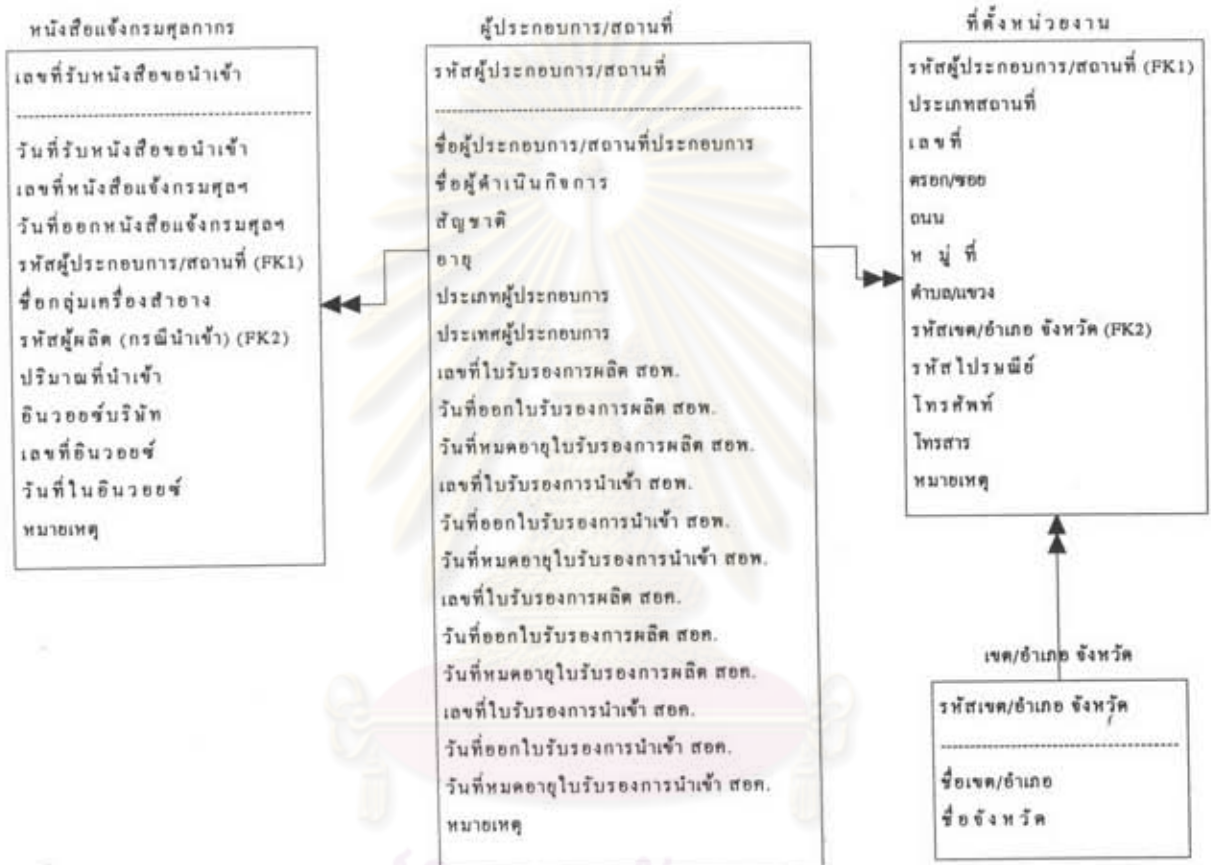 หนังสือแจ้งกรมศุลกากร
เลขที่รับหนังสือขอนำเข้า
วันที่รับหนังสือขอนำเข้า
เลขที่หนังสือแจ้งกรมศุลฯ
วันที่ออกหนังสือแจ้งกรมศุลฯ
รหัสผู้ประกอบการ/สถานที่ (FK1)
ชื่อกลุ่มเครื่องสำอาง
รหัสผู้ผลิต (กรณีนำเข้า) (FK2)
ปริมาณที่นำเข้า
อินวอยซ์บริษัท
เลขที่อินวอยซ์
วันที่ในอินวอยซ์
หมายเหตุ
ผู้ประกอบการ/สถานที่
รหัสผู้ประกอบการ/สถานที่
ชื่อผู้ประกอบการ/สถานที่ประกอบการ
ชื่อผู้ดำเนินกิจการ
สัญชาติ
อายุ
ประเภทผู้ประกอบการ
ประเทศผู้ประกอบการ
เลขที่ใบรับรองการผลิต สอพ.
วันที่ออกใบรับรองการผลิต สอพ.
วันที่หมดอายุใบรับรองการผลิต สอพ.
เลขที่ใบรับรองการนำเข้า สอพ.
วันที่ออกใบรับรองการนำเข้า สอพ.
วันที่หมดอายุใบรับรองการนำเข้า สอพ.
เลขที่ใบรับรองการผลิต สอค.
วันที่ออกใบรับรองการผลิต สอค.
วันที่หมดอายุใบรับรองการผลิต สอค.
เลขที่ใบรับรองการนำเข้า สอค.
วันที่ออกใบรับรองการนำเข้า สอค.
วันที่หมดอายุใบรับรองการนำเข้า สอค.
หมายเหตุ
ที่ตั้งหน่วยงาน
รหัสผู้ประกอบการ/สถานที่ (FK1)
ประเภทสถานที่
เลขที่
ตรอก/ซอย
ถนน
หมู่ที่
ตำบล/แขวง
รหัสเขต/อำเภอ จังหวัด (FK2)
รหัสไปรษณีย์
โทรศัพท์
โทรสาร
หมายเหตุ
เขต/อำเภอ จังหวัด
รหัสเขต/อำเภอ จังหวัด
ชื่อเขต/อำเภอ
ชื่อจังหวัด